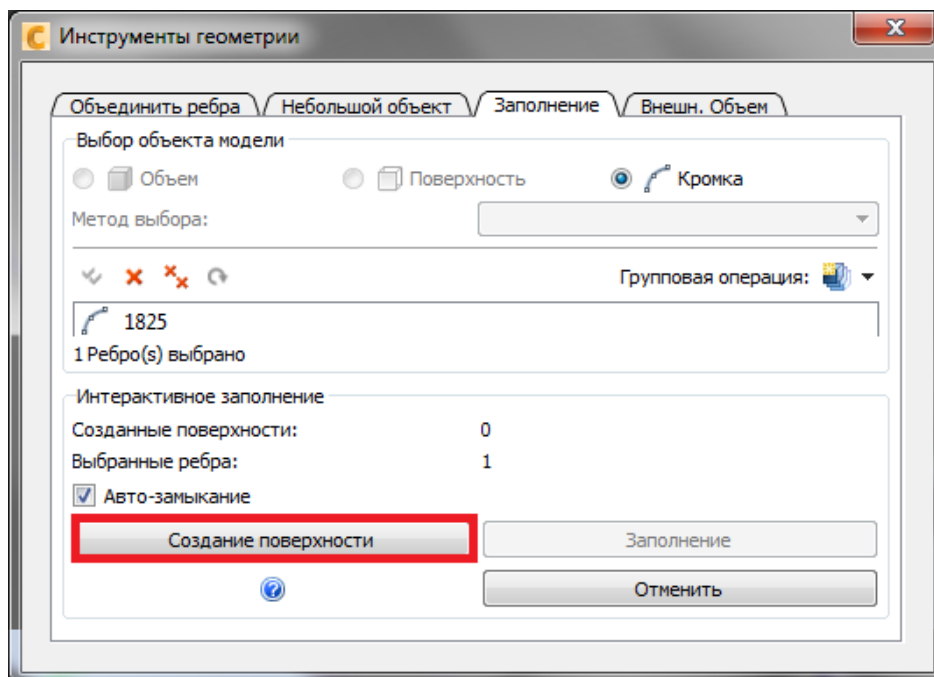 Инструменты геометрии
Объединить ребра Небольшой объект Заполнение Внешн. Объем
Выбор объекта модели
Объем Поверхность Кромка
Метод выбора:
Групповая операция:
1825
1 Ребро(s) выбрано
Интерактивное заполнение
Созданные поверхности: 0
Выбранные ребра: 1
Авто-замыкание
Создание поверхности Заполнение
Отменить